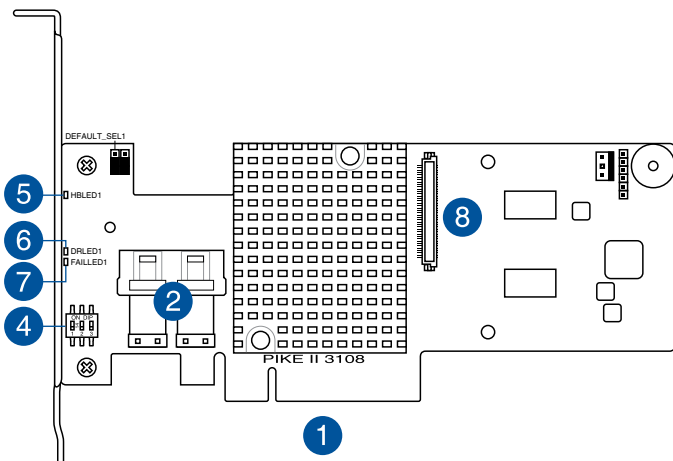 DEFAULT_SEL1
5 HBLED1
6 DRLED1
7 FAILLED1
8
2
4 ON DIP
1 2 3
PIKE II 3108
1